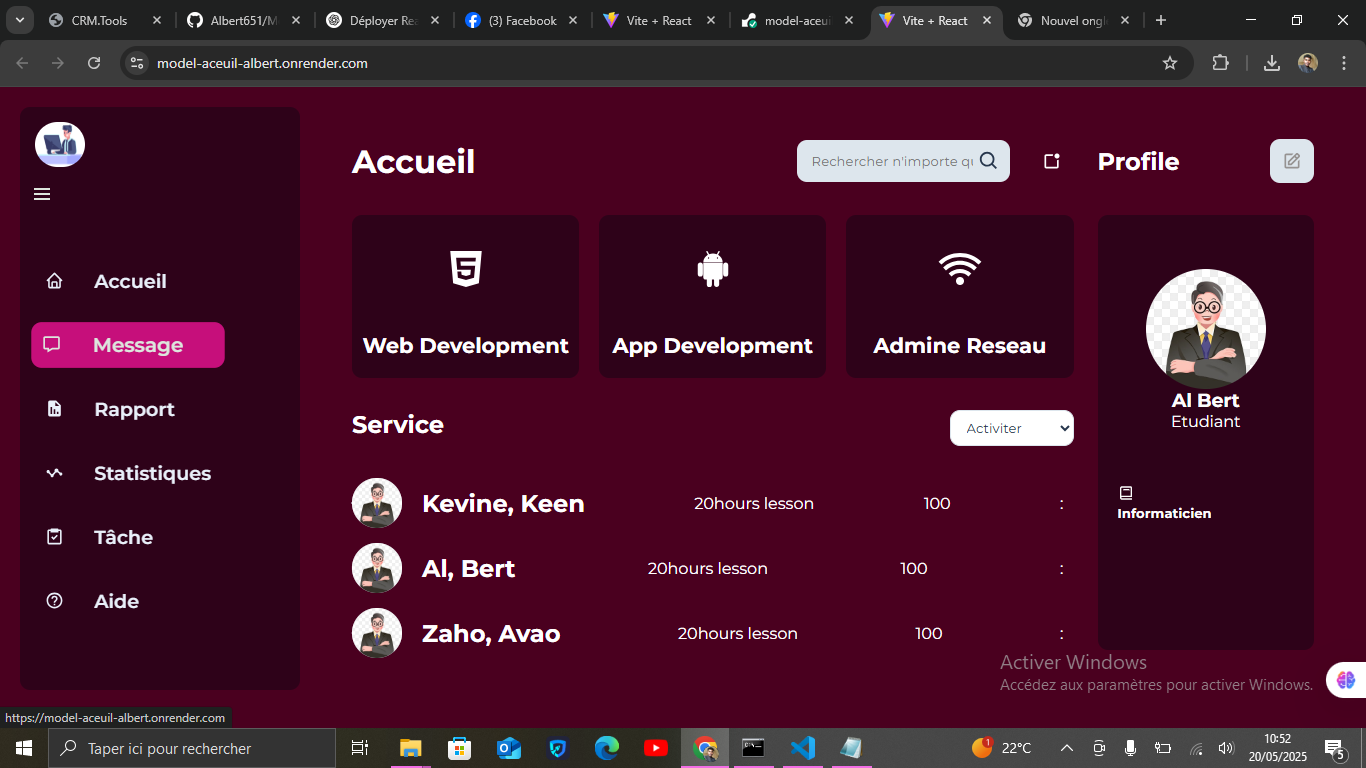 CRM.Tools
Albert651/M
Déployer Rea
(3) Facebook
Vite + React
model-aceui
Vite + React
Nouvel ongl
model-aceuil-albert.onrender.com
Accueil
Rechercher n'importe qu
Profile
Accueil
Message
Rapport
Statistiques
Tâche
Aide
Web Development
App Development
Admine Reseau
Al Bert
Etudiant
Informaticien
Service
Activiter
Kevine, Keen 20hours lesson 100 :
Al, Bert 20hours lesson 100 :
Zaho, Avao 20hours lesson 100 :
Activer Windows
Accédez aux paramètres pour activer Windows.
https://model-aceuil-albert.onrender.com
Taper ici pour rechercher
1
22°C
10:52
20/05/2025
5